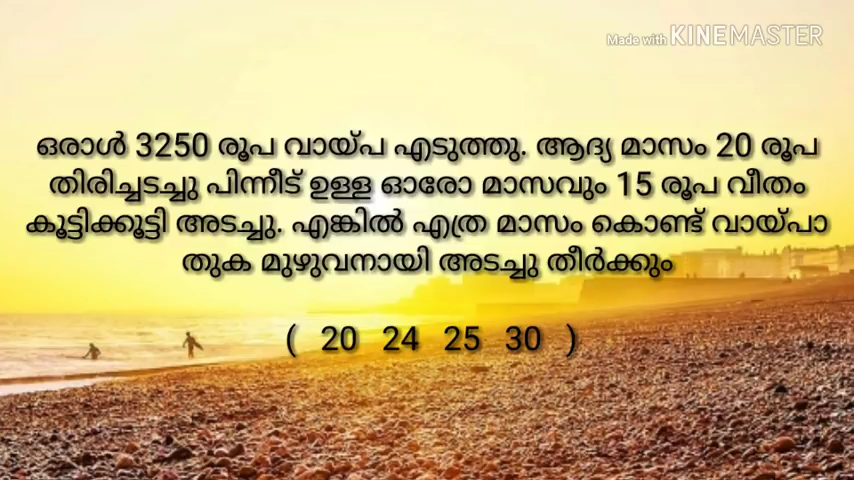 Made with KINEMASTER
ഒരാൾ 3250 രൂപ വായ്പ എടുത്തു. ആദ്യ മാസം 20 രൂപ
തിരിച്ചടച്ചു പിന്നീട് ഉള്ള ഓരോ മാസവും 15 രൂപ വീതം
കൂട്ടിക്കൂട്ടി അടച്ചു. എങ്കിൽ എത്ര മാസം കൊണ്ട് വായ്പാ
തുക മുഴുവനായി അടച്ചു തീർക്കും
( 20 24 25 30 )